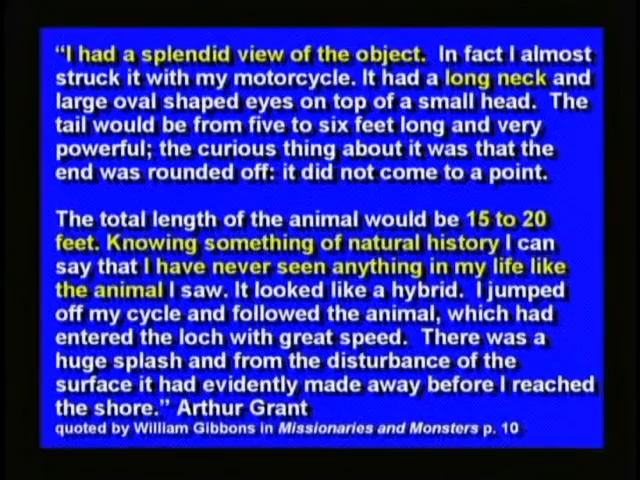 “I had a splendid view of the object.  In fact I almost
struck it with my motorcycle. It had a long neck and
large oval shaped eyes on top of a small head.  The
tail would be from five to six feet long and very
powerful; the curious thing about it was that the
end was rounded off: it did not come to a point.
The total length of the animal would be 15 to 20
feet. Knowing something of natural history I can
say that I have never seen anything in my life like
the animal I saw. It looked like a hybrid.  I jumped
off my cycle and followed the animal, which had
entered the loch with great speed.  There was a
huge splash and from the disturbance of the
surface it had evidently made away before I reached
the shore.” Arthur Grant
quoted by William Gibbons in Missionaries and Monsters p. 10